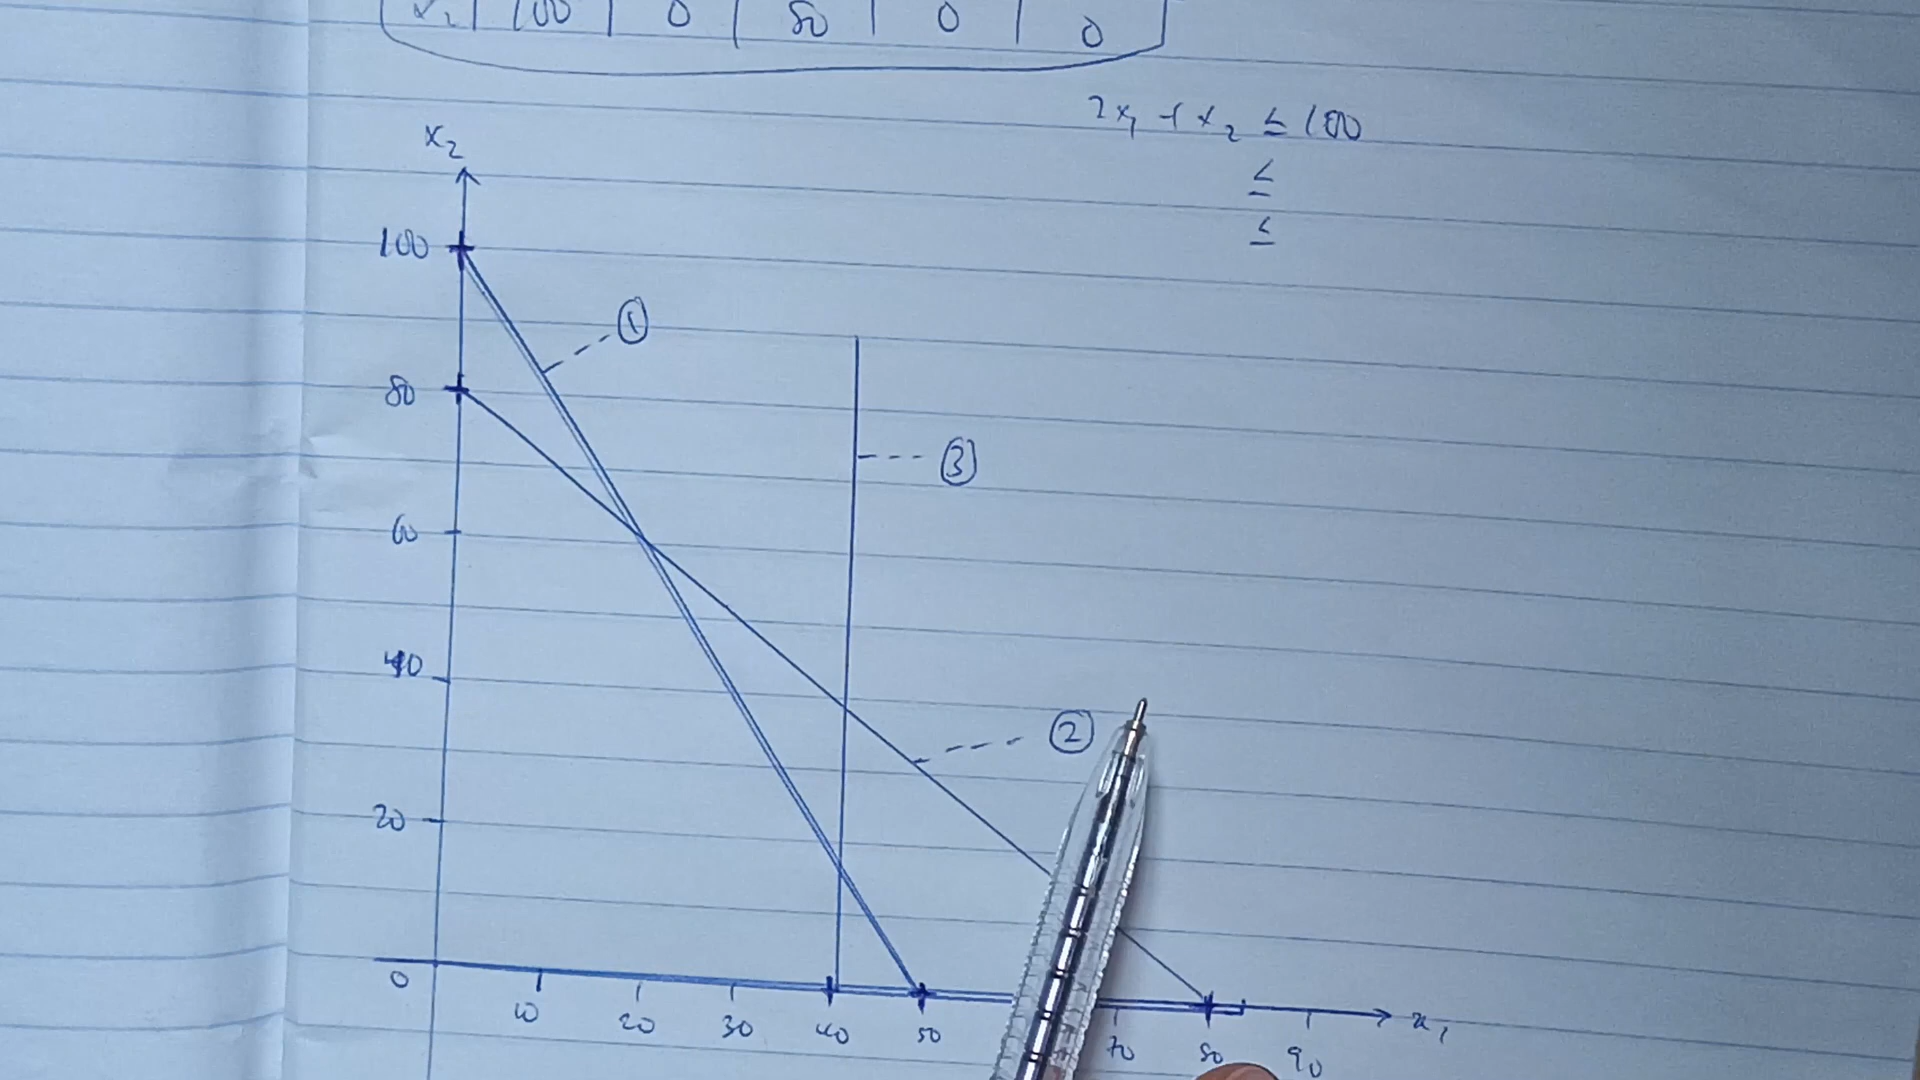 x₂ | 100 | 0 | 80 | 0 | 0
2x₁ + x₂ ≤ 100
≤
≤
x₂
100
①
80
③
60
40
②
20
0
10 20 30 40 50 70 80 90 x₁